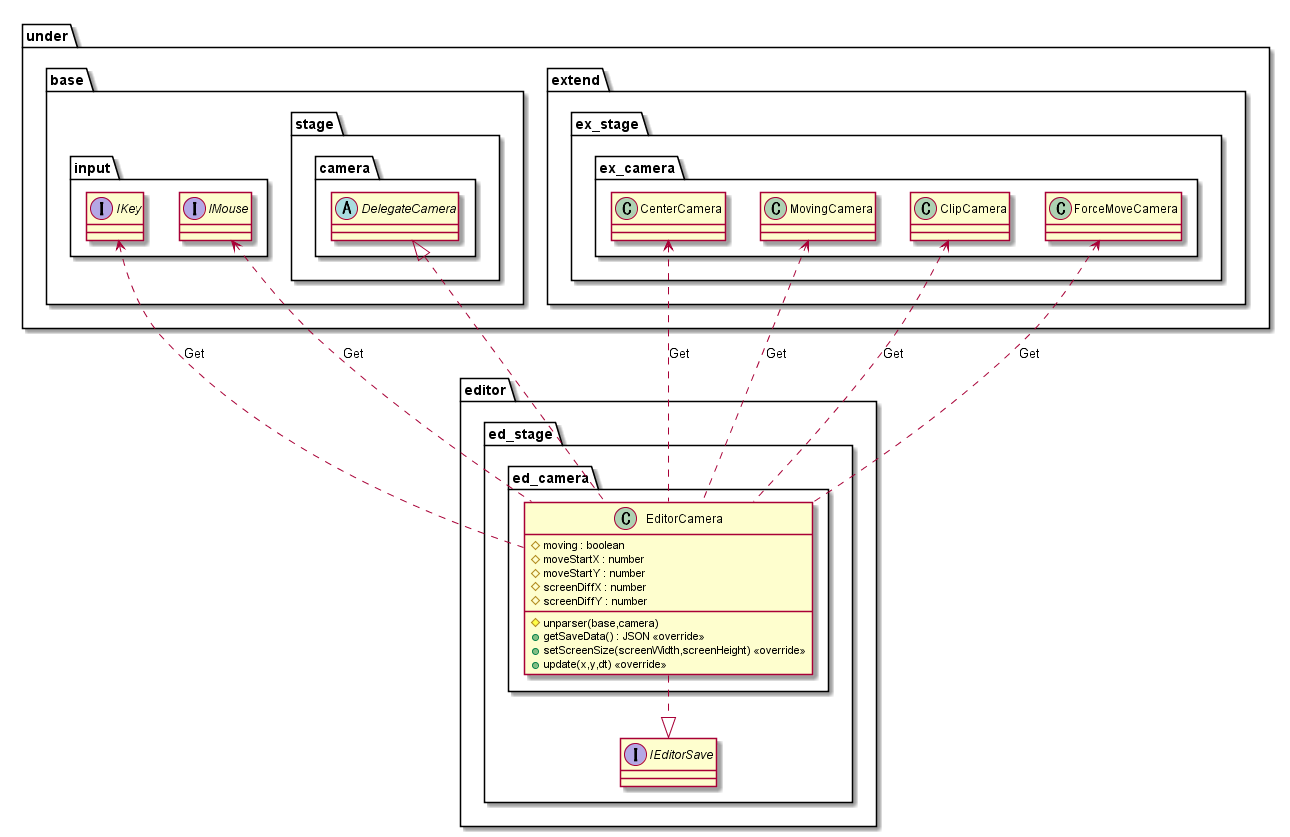 under
base
extend
stage
ex_stage
input
camera
ex_camera
I IKey
I IMouse
A DelegateCamera
C CenterCamera
C MovingCamera
C ClipCamera
C ForceMoveCamera
Get
Get
Get
Get
Get
Get
editor
ed_stage
ed_camera
C EditorCamera
moving : boolean
moveStartX : number
moveStartY : number
screenDiffX : number
screenDiffY : number
unparser(base,camera)
getSaveData() : JSON «override»
setScreenSize(screenWidth,screenHeight) «override»
update(x,y,dt) «override»
I IEditorSave